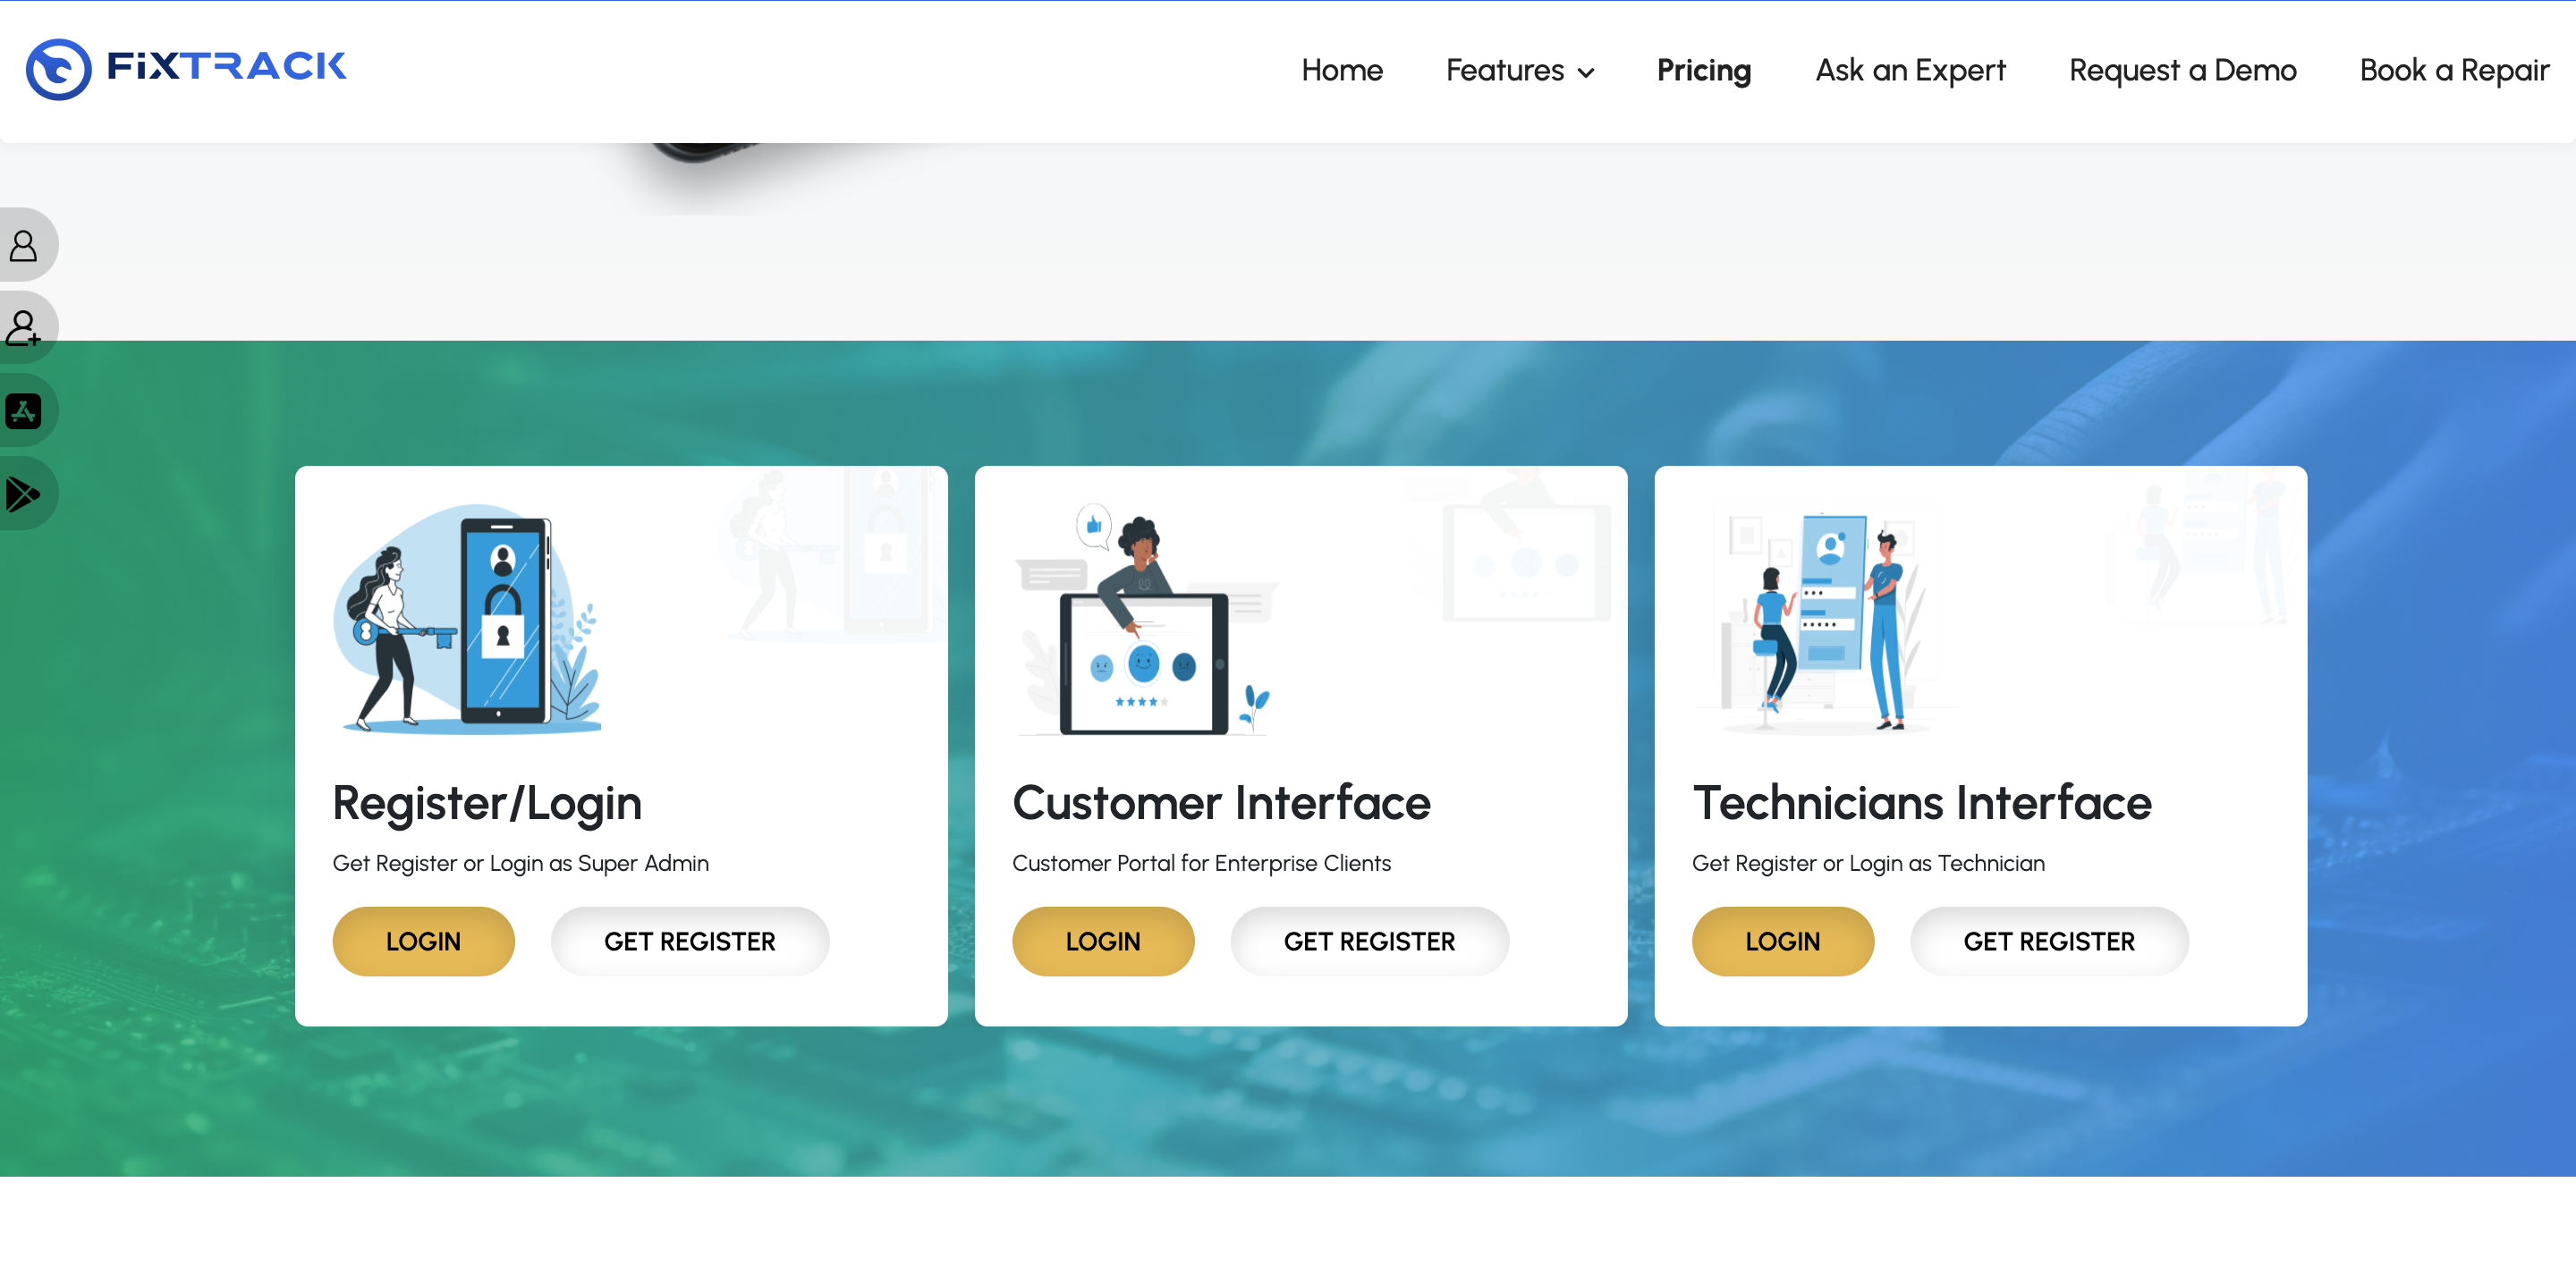 FiXTRACK
Home Features Pricing Ask an Expert Request a Demo Book a Repair
Register/Login
Get Register or Login as Super Admin
LOGIN GET REGISTER
Customer Interface
Customer Portal for Enterprise Clients
LOGIN GET REGISTER
Technicians Interface
Get Register or Login as Technician
LOGIN GET REGISTER